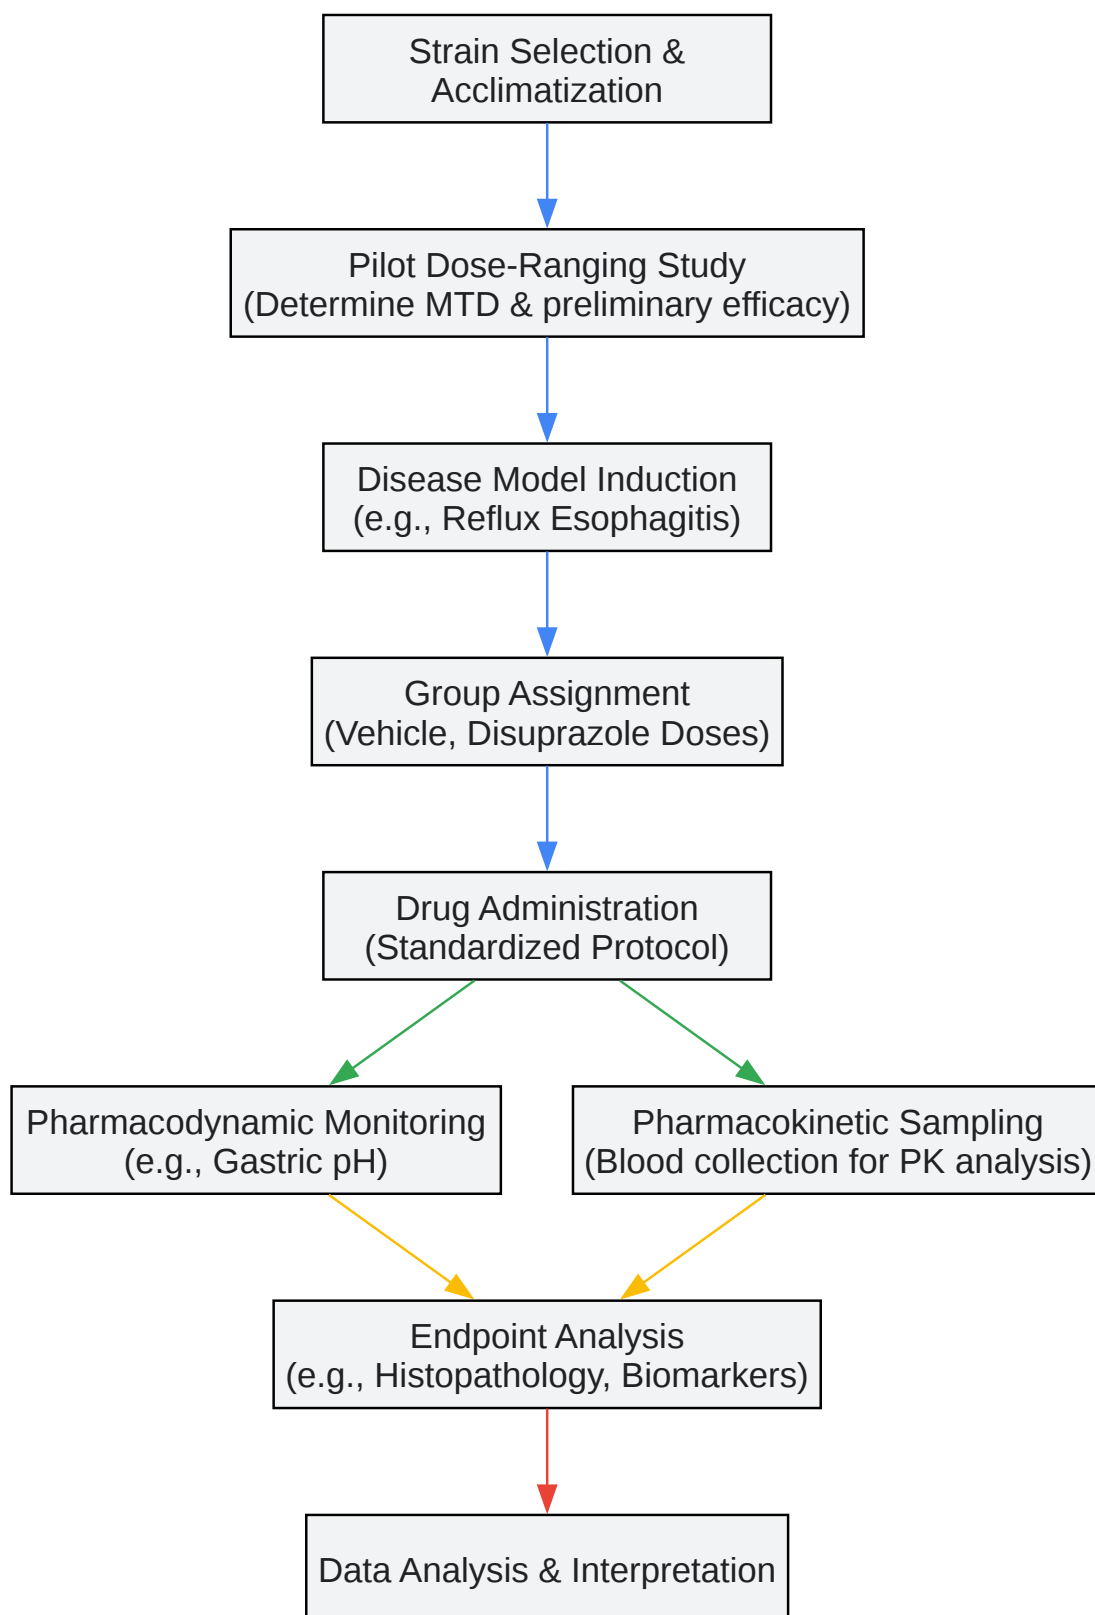 Strain Selection &
Acclimatization
Pilot Dose-Ranging Study
(Determine MTD & preliminary efficacy)
Disease Model Induction
(e.g., Reflux Esophagitis)
Group Assignment
(Vehicle, Disuprazole Doses)
Drug Administration
(Standardized Protocol)
Pharmacodynamic Monitoring
(e.g., Gastric pH)
Pharmacokinetic Sampling
(Blood collection for PK analysis)
Endpoint Analysis
(e.g., Histopathology, Biomarkers)
Data Analysis & Interpretation